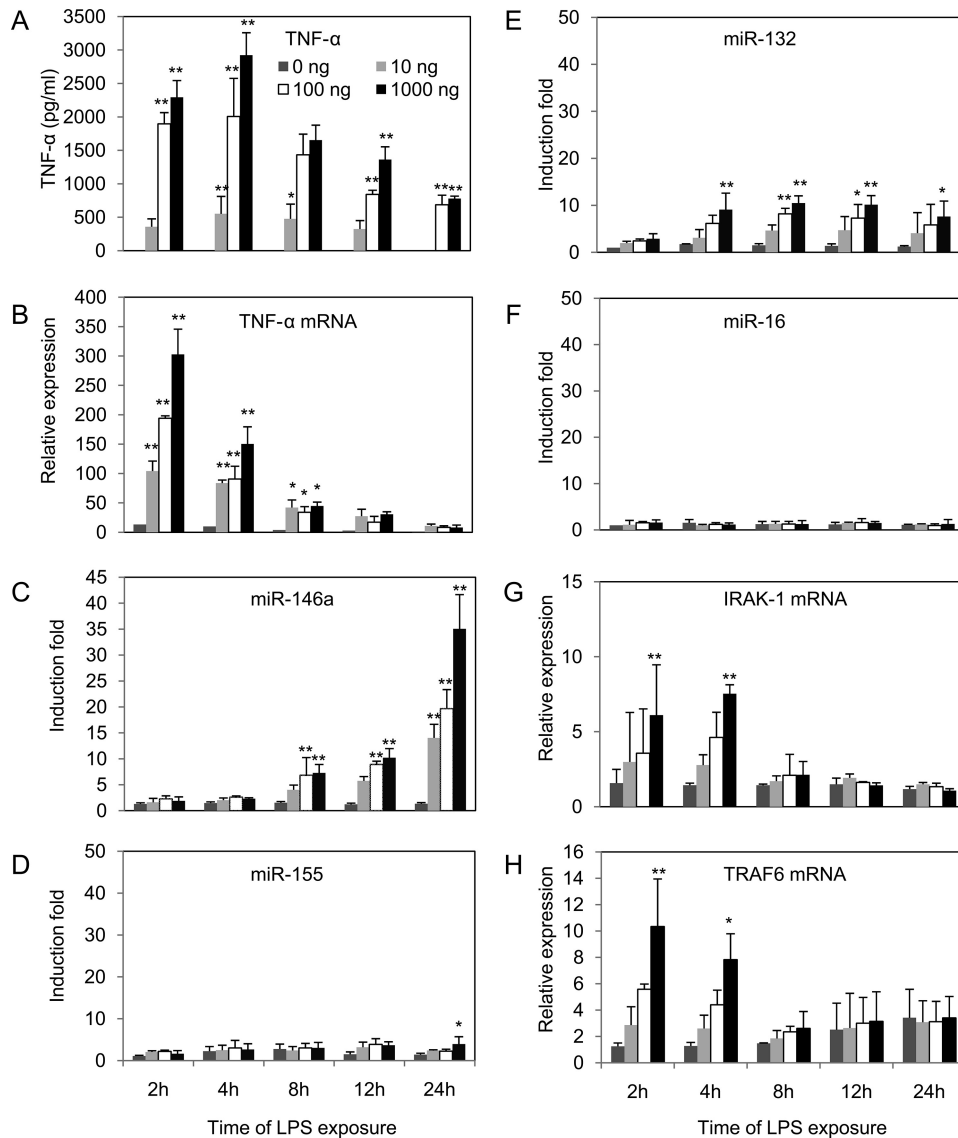 A
TNF-α
0 ng 10 ng
100 ng 1000 ng
TNF-α (pg/ml)
3500
3000
2500
2000
1500
1000
500
0
** ** ** ** ** * ** ** ** **
B
TNF-α mRNA
Relative expression
400
350
300
250
200
150
100
50
0
** ** ** ** ** ** * * *
C
miR-146a
Induction fold
45
40
35
30
25
20
15
10
5
0
** ** ** ** ** ** **
D
miR-155
Induction fold
50
40
30
20
10
0
*
2h 4h 8h 12h 24h
Time of LPS exposure
E
miR-132
Induction fold
50
40
30
20
10
0
** ** ** * ** *
F
miR-16
Induction fold
50
40
30
20
10
0
G
IRAK-1 mRNA
Relative expression
15
10
5
0
** **
H
TRAF6 mRNA
Relative expression
16
14
12
10
8
6
4
2
0
** *
2h 4h 8h 12h 24h
Time of LPS exposure